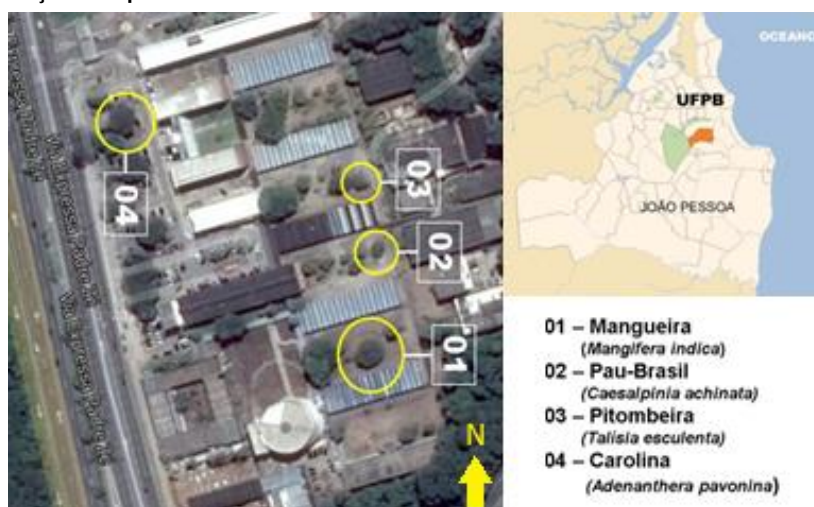 04
03
02
01
N
OCEANO
UFPB
JOÃO PESSOA
01 – Mangueira
(Mangifera indica)
02 – Pau-Brasil
(Caesalpinia achinata)
03 – Pitombeira
(Talisia esculenta)
04 – Carolina
(Adenanthera pavonina)